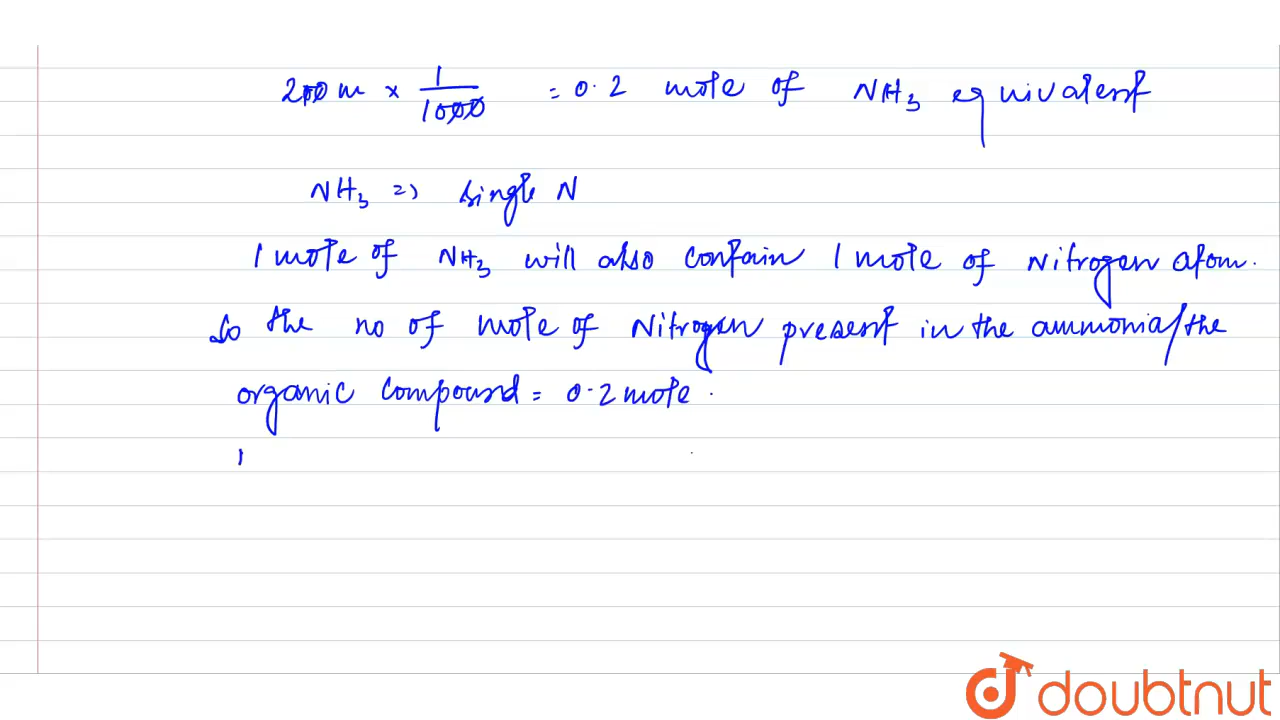 200 m × 1/1000 = 0.2 mole of NH₃ equivalent
NH₃ => single N
1 mole of NH₃ will also contain 1 mole of Nitrogen atom.
So the no of mole of Nitrogen present in the ammonia/the
organic compound = 0.2 mole.
1
doubtnut